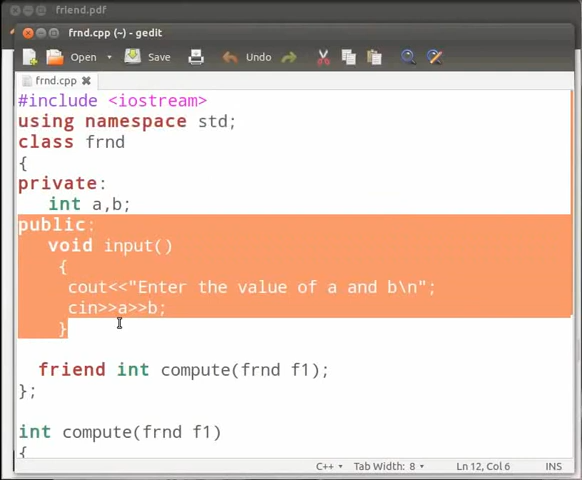 friend.pdf
frnd.cpp (~) - gedit
Open Save Undo
frnd.cpp
#include <iostream>
using namespace std;
class frnd
{
private:
int a,b;
public:
void input()
{
cout<<"Enter the value of a and b\n";
cin>>a>>b;
}
friend int compute(frnd f1);
};
int compute(frnd f1)
{
C++ Tab Width: 8 Ln 12, Col 6 INS